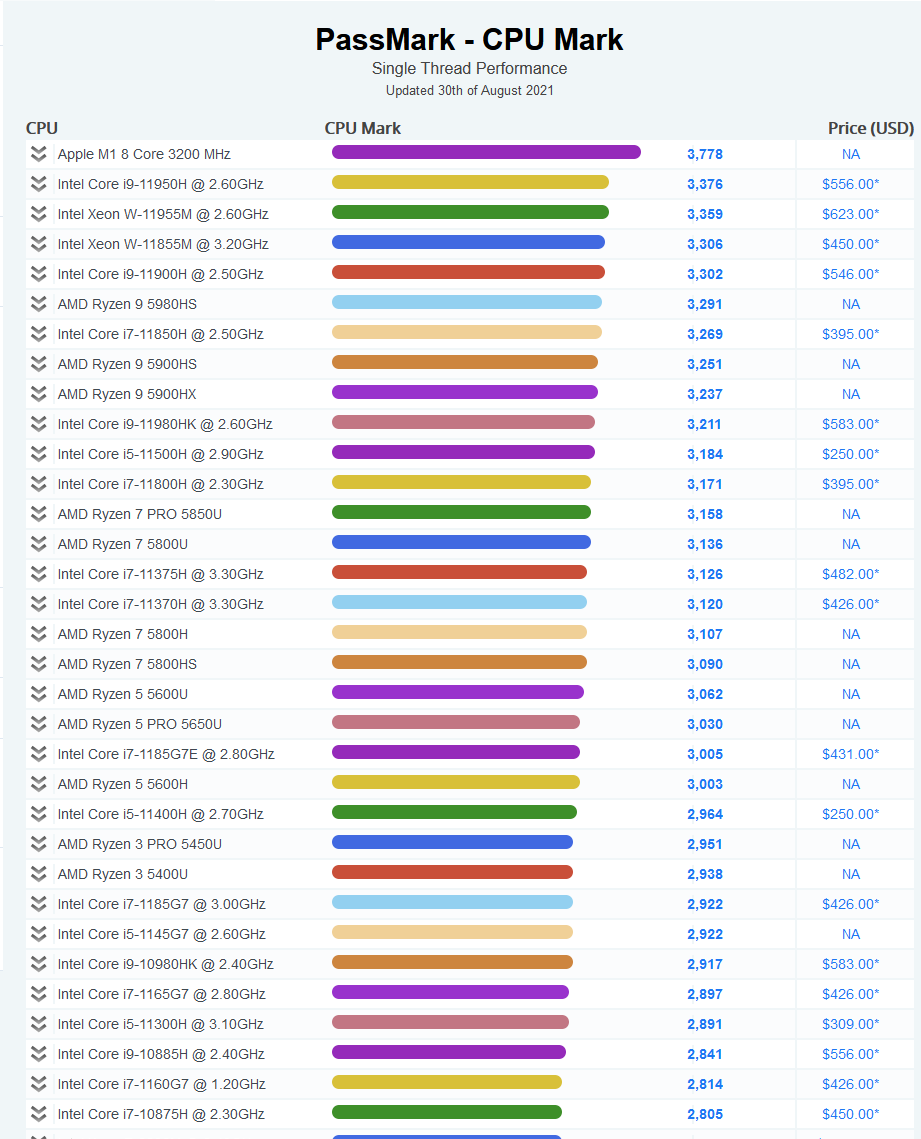 PassMark - CPU Mark
Single Thread Performance
Updated 30th of August 2021
CPU CPU Mark Price (USD)
Apple M1 8 Core 3200 MHz 3,778 NA
Intel Core i9-11950H @ 2.60GHz 3,376 $556.00*
Intel Xeon W-11955M @ 2.60GHz 3,359 $623.00*
Intel Xeon W-11855M @ 3.20GHz 3,306 $450.00*
Intel Core i9-11900H @ 2.50GHz 3,302 $546.00*
AMD Ryzen 9 5980HS 3,291 NA
Intel Core i7-11850H @ 2.50GHz 3,269 $395.00*
AMD Ryzen 9 5900HS 3,251 NA
AMD Ryzen 9 5900HX 3,237 NA
Intel Core i9-11980HK @ 2.60GHz 3,211 $583.00*
Intel Core i5-11500H @ 2.90GHz 3,184 $250.00*
Intel Core i7-11800H @ 2.30GHz 3,171 $395.00*
AMD Ryzen 7 PRO 5850U 3,158 NA
AMD Ryzen 7 5800U 3,136 NA
Intel Core i7-11375H @ 3.30GHz 3,126 $482.00*
Intel Core i7-11370H @ 3.30GHz 3,120 $426.00*
AMD Ryzen 7 5800H 3,107 NA
AMD Ryzen 7 5800HS 3,090 NA
AMD Ryzen 5 5600U 3,062 NA
AMD Ryzen 5 PRO 5650U 3,030 NA
Intel Core i7-1185G7E @ 2.80GHz 3,005 $431.00*
AMD Ryzen 5 5600H 3,003 NA
Intel Core i5-11400H @ 2.70GHz 2,964 $250.00*
AMD Ryzen 3 PRO 5450U 2,951 NA
AMD Ryzen 3 5400U 2,938 NA
Intel Core i7-1185G7 @ 3.00GHz 2,922 $426.00*
Intel Core i5-1145G7 @ 2.60GHz 2,922 NA
Intel Core i9-10980HK @ 2.40GHz 2,917 $583.00*
Intel Core i7-1165G7 @ 2.80GHz 2,897 $426.00*
Intel Core i5-11300H @ 3.10GHz 2,891 $309.00*
Intel Core i9-10885H @ 2.40GHz 2,841 $556.00*
Intel Core i7-1160G7 @ 1.20GHz 2,814 $426.00*
Intel Core i7-10875H @ 2.30GHz 2,805 $450.00*